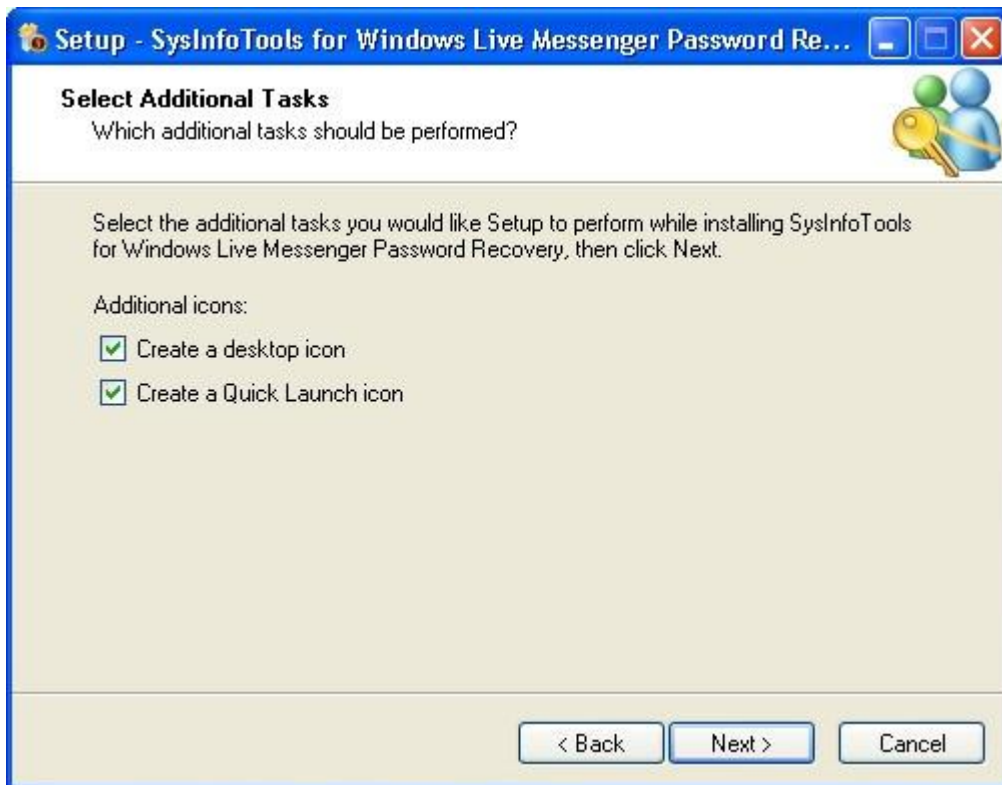 Setup - SysInfoTools for Windows Live Messenger Password Re...
Select Additional Tasks
Which additional tasks should be performed?
Select the additional tasks you would like Setup to perform while installing SysInfoTools
for Windows Live Messenger Password Recovery, then click Next.
Additional icons:
Create a desktop icon
Create a Quick Launch icon
< Back Next > Cancel